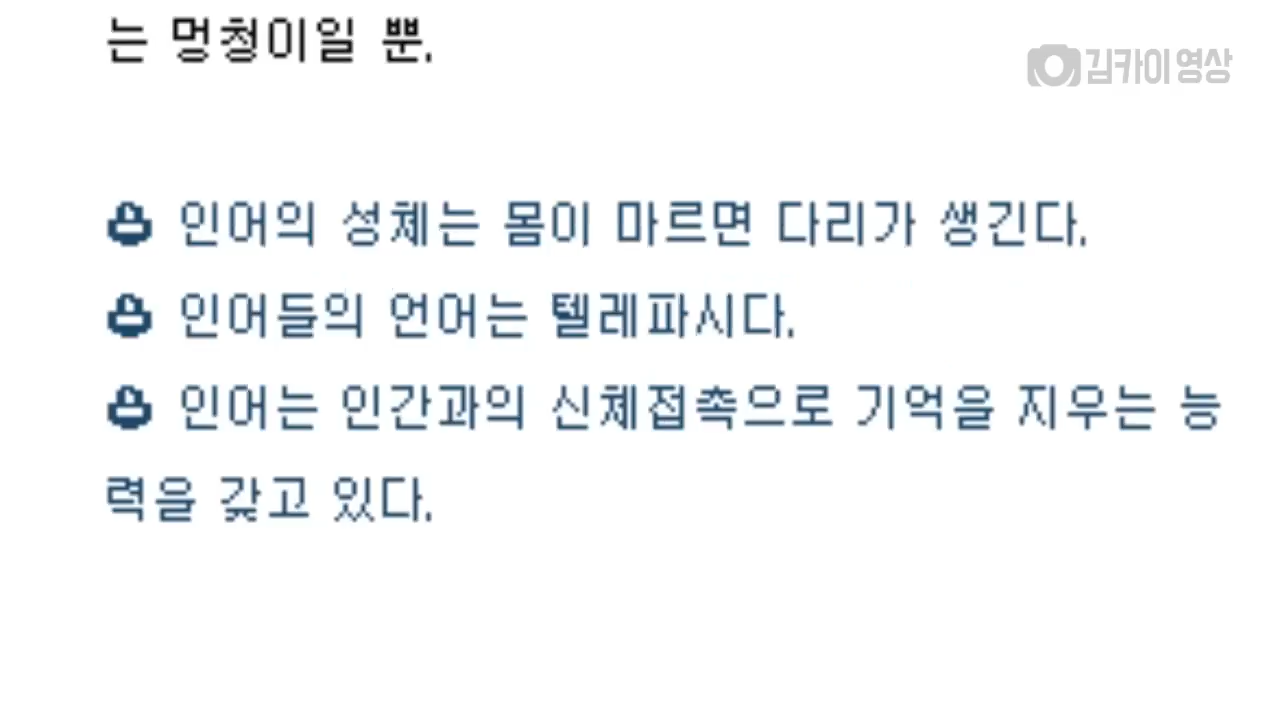 는 멍청이일 뿐.
김카이 영상
인어의 성체는 몸이 마르면 다리가 생긴다.
인어들의 언어는 텔레파시다.
인어는 인간과의 신체접촉으로 기억을 지우는 능
력을 갖고 있다.